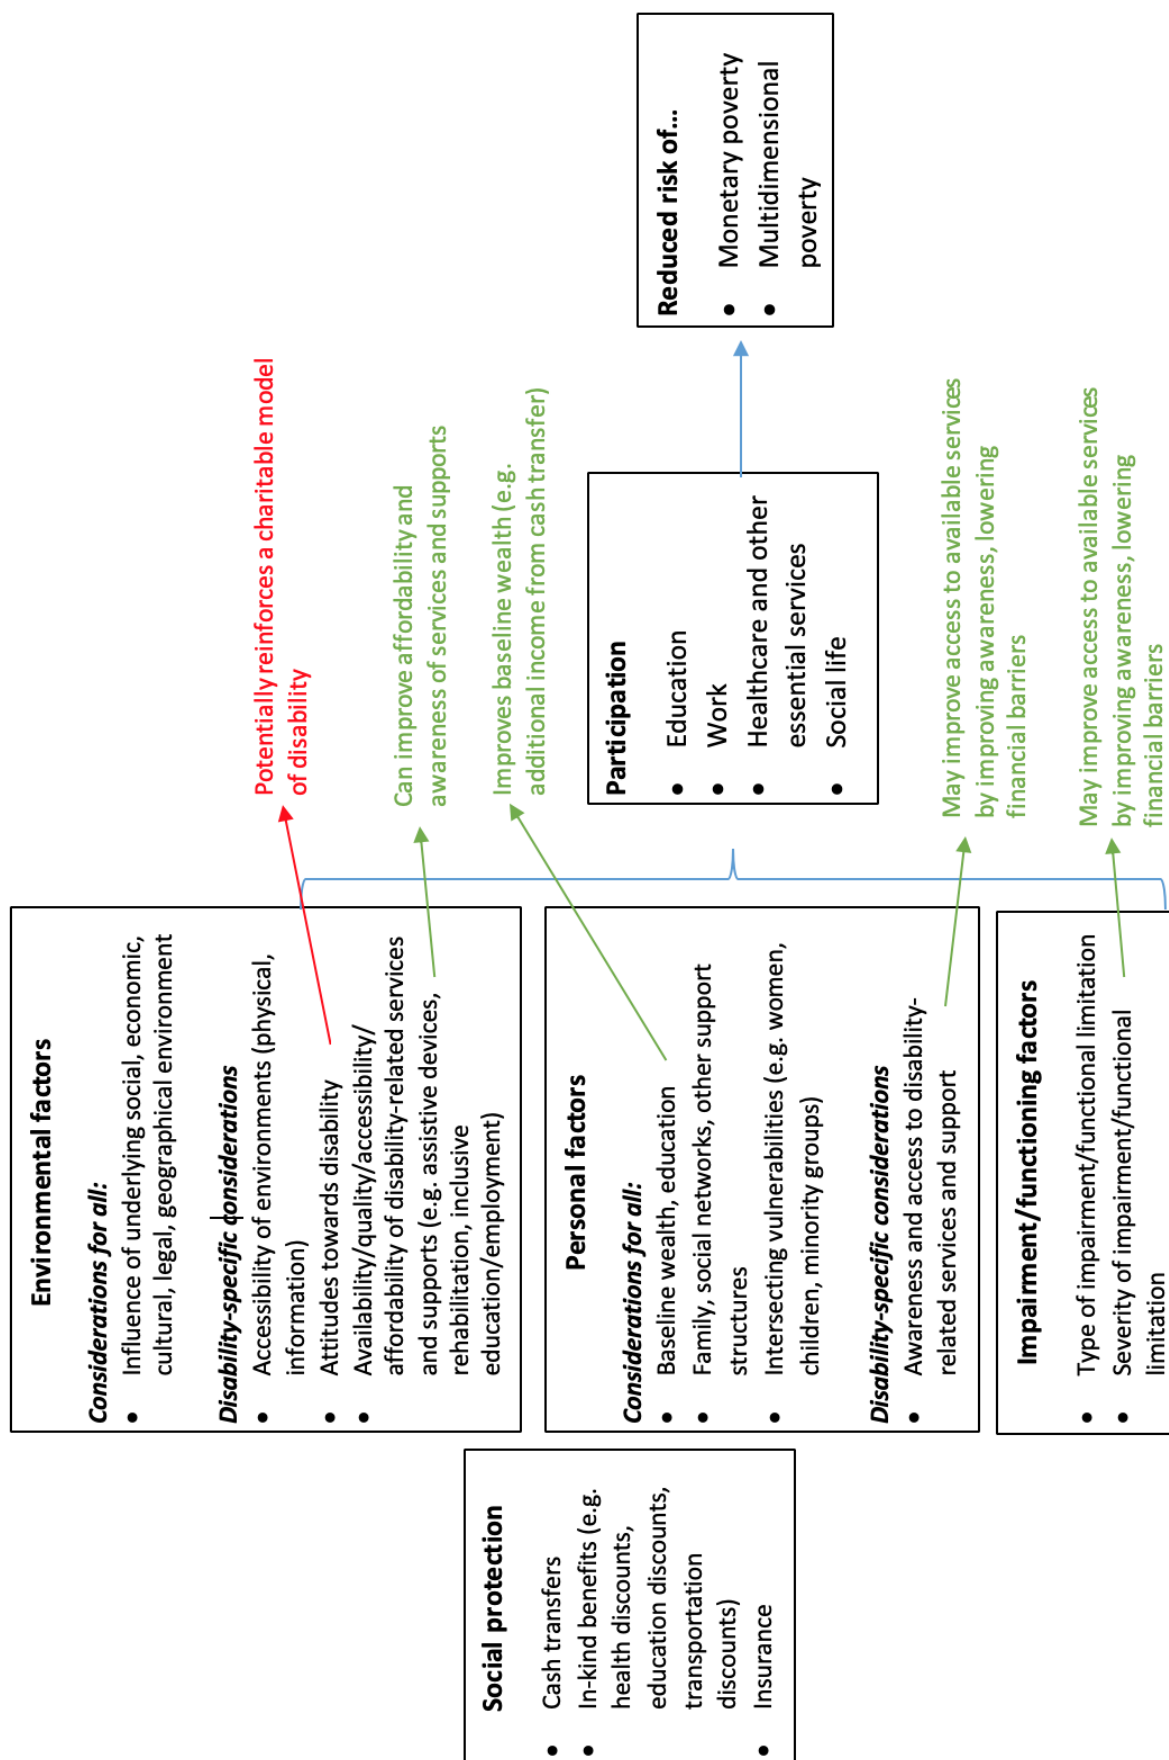 Social protection
• Cash transfers
• In-kind benefits (e.g.
health discounts,
education discounts,
transportation
discounts)
• Insurance
Environmental factors
Considerations for all:
• Influence of underlying social, economic,
cultural, legal, geographical environment
Disability-specific considerations
• Accessibility of environments (physical,
information)
• Attitudes towards disability
• Availability/quality/accessibility/
affordability of disability-related services
and supports (e.g. assistive devices,
rehabilitation, inclusive
education/employment)
Personal factors
Considerations for all:
• Baseline wealth, education
• Family, social networks, other support
structures
• Intersecting vulnerabilities (e.g. women,
children, minority groups)
Disability-specific considerations
• Awareness and access to disability-
related services and support
Impairment/functioning factors
• Type of impairment/functional limitation
• Severity of impairment/functional
limitation
Potentially reinforces a charitable model
of disability
Can improve affordability and
awareness of services and supports
Improves baseline wealth (e.g.
additional income from cash transfer)
Participation
• Education
• Work
• Healthcare and other
essential services
• Social life
May improve access to available services
by improving awareness, lowering
financial barriers
May improve access to available services
by improving awareness, lowering
financial barriers
Reduced risk of...
• Monetary poverty
• Multidimensional
poverty